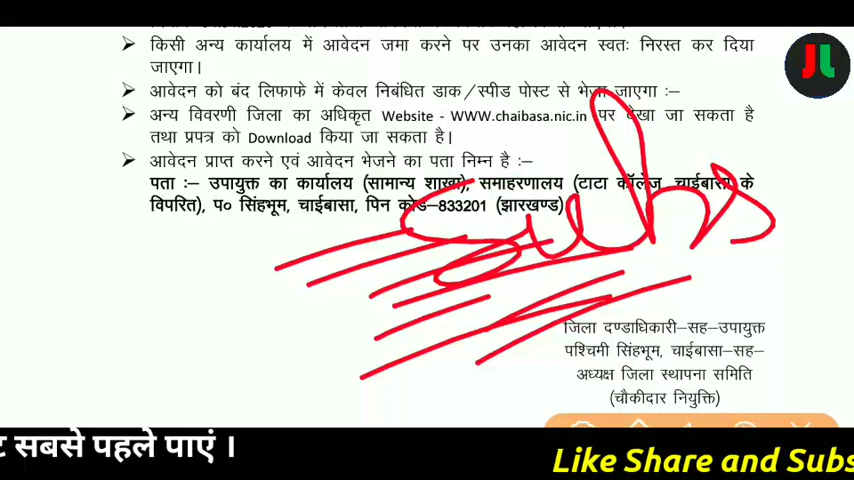 किसी अन्य कार्यालय में आवेदन जमा करने पर उनका आवेदन स्वतः निरस्त कर दिया
जाएगा।
आवेदन को बंद लिफाफे में केवल निबंधित डाक/स्पीड पोस्ट से भेजा जाएगा :–
अन्य विवरणी जिला का अधिकृत Website - WWW.chaibasa.nic.in पर देखा जा सकता है
तथा प्रपत्र को Download किया जा सकता है।
आवेदन प्राप्त करने एवं आवेदन भेजने का पता निम्न है :–
पता :– उपायुक्त का कार्यालय (सामान्य शाखा), समाहरणालय (टाटा कॉलेज, चाईबासा के
विपरित), प० सिंहभूम, चाईबासा, पिन कोड–833201 (झारखण्ड)
Subs
जिला दण्डाधिकारी–सह–उपायुक्त
पश्चिमी सिंहभूम, चाईबासा–सह–
अध्यक्ष जिला स्थापना समिति
(चौकीदार नियुक्ति)
JL
सबसे पहले पाएं ।
Like Share and Subs